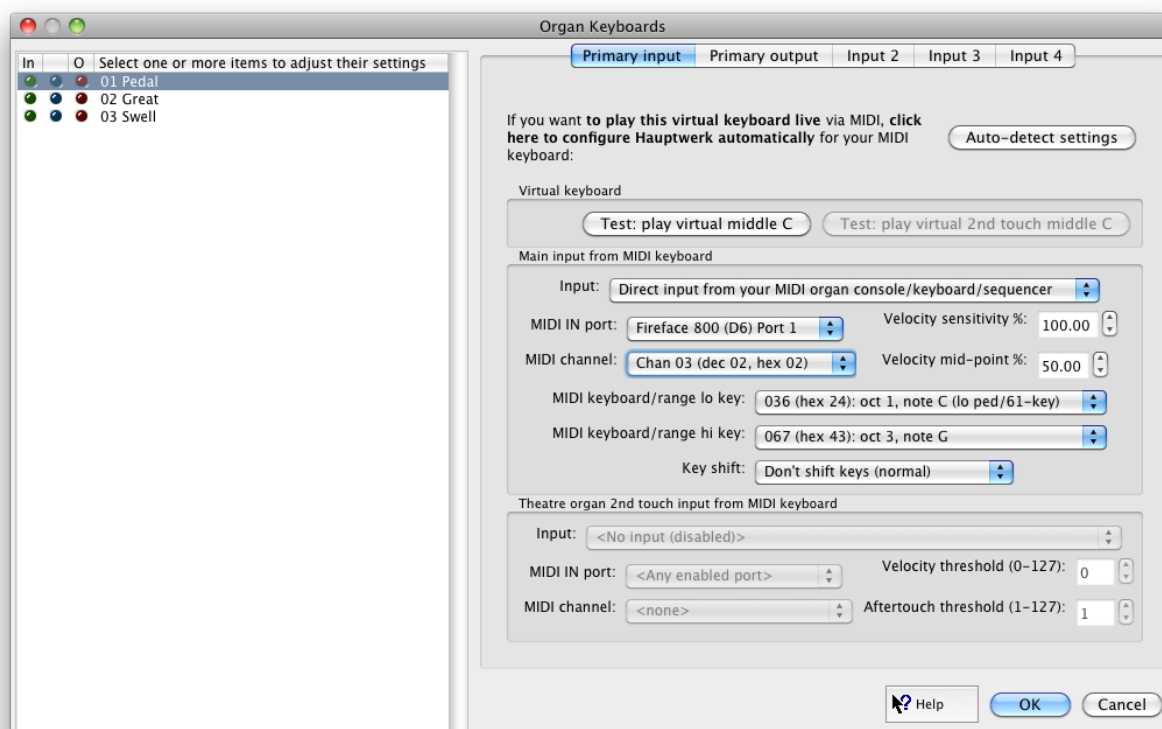 Organ Keyboards
In O Select one or more items to adjust their settings
01 Pedal
02 Great
03 Swell
Primary input Primary output Input 2 Input 3 Input 4
If you want to play this virtual keyboard live via MIDI, click
here to configure Hauptwerk automatically for your MIDI
keyboard:
Auto-detect settings
Virtual keyboard
Test: play virtual middle C Test: play virtual 2nd touch middle C
Main input from MIDI keyboard
Input: Direct input from your MIDI organ console/keyboard/sequencer
MIDI IN port: Fireface 800 (D6) Port 1 Velocity sensitivity %: 100.00
MIDI channel: Chan 03 (dec 02, hex 02) Velocity mid-point %: 50.00
MIDI keyboard/range lo key: 036 (hex 24): oct 1, note C (lo ped/61-key)
MIDI keyboard/range hi key: 067 (hex 43): oct 3, note G
Key shift: Don't shift keys (normal)
Theatre organ 2nd touch input from MIDI keyboard
Input: <No input (disabled)>
MIDI IN port: <Any enabled port> Velocity threshold (0-127): 0
MIDI channel: <none> Aftertouch threshold (1-127): 1
? Help OK Cancel